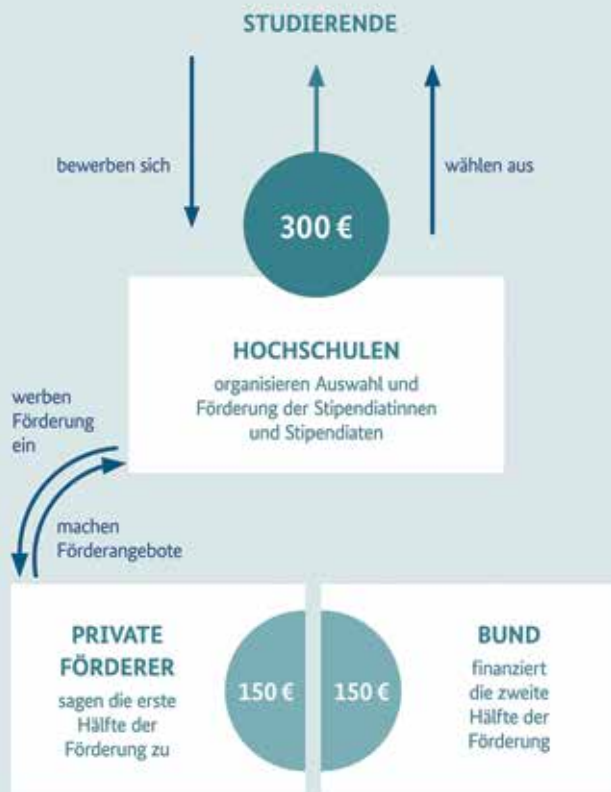 STUDIERENDE
bewerben sich
wählen aus
300 €
HOCHSCHULEN
organisieren Auswahl und
Förderung der Stipendiatinnen
und Stipendiaten
werben
Förderung
ein
machen
Förderangebote
PRIVATE
FÖRDERER
sagen die erste
Hälfte der
Förderung zu
150 €
150 €
BUND
finanziert
die zweite
Hälfte der
Förderung